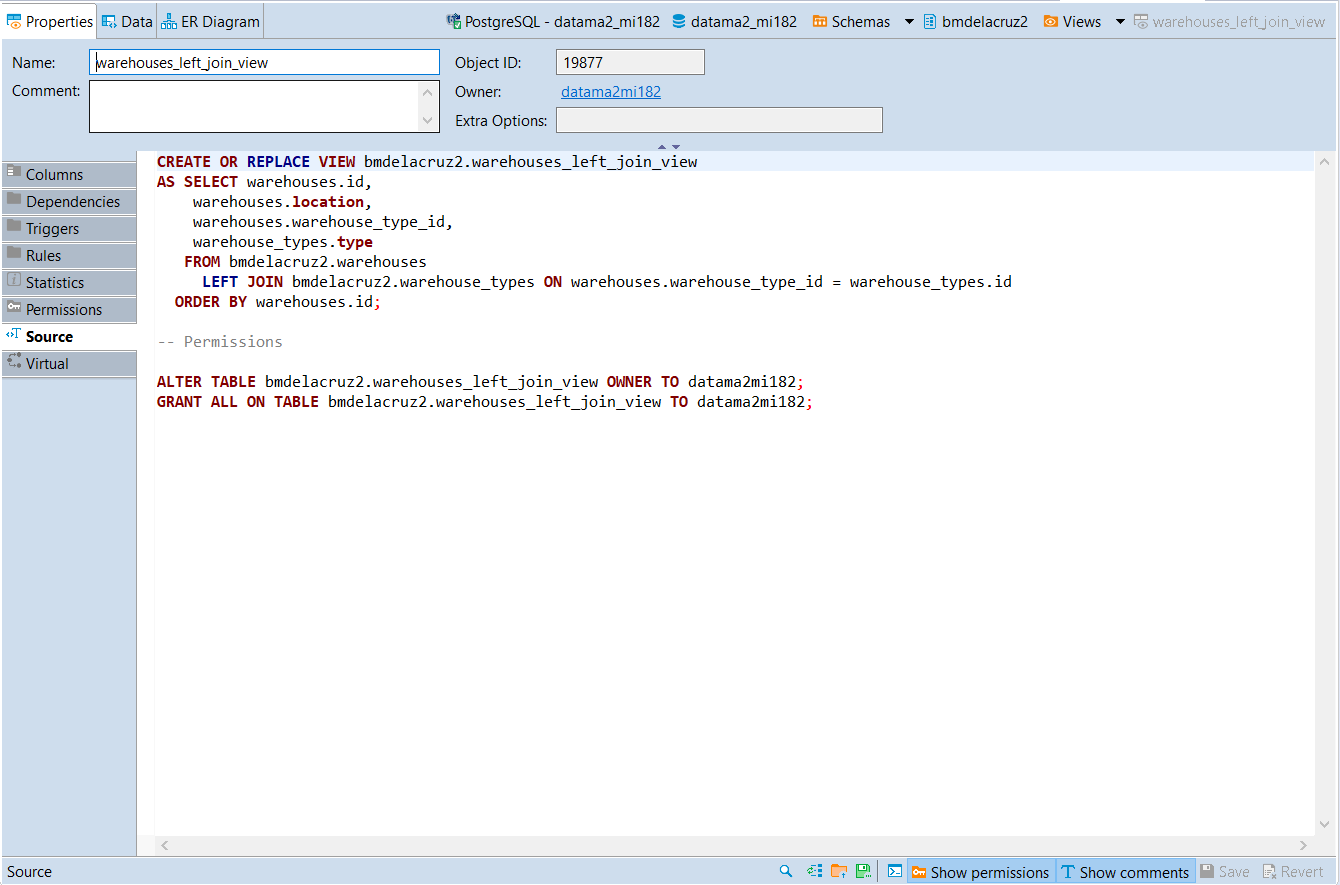 Properties Data ER Diagram PostgreSQL - datama2_mi182 datama2_mi182 Schemas bmdelacruz2 Views warehouses_left_join_view
Name: warehouses_left_join_view Object ID: 19877
Comment: Owner: datama2mi182
Extra Options:
Columns
Dependencies
Triggers
Rules
Statistics
Permissions
Source
Virtual
CREATE OR REPLACE VIEW bmdelacruz2.warehouses_left_join_view
AS SELECT warehouses.id,
warehouses.location,
warehouses.warehouse_type_id,
warehouse_types.type
FROM bmdelacruz2.warehouses
LEFT JOIN bmdelacruz2.warehouse_types ON warehouses.warehouse_type_id = warehouse_types.id
ORDER BY warehouses.id;
-- Permissions
ALTER TABLE bmdelacruz2.warehouses_left_join_view OWNER TO datama2mi182;
GRANT ALL ON TABLE bmdelacruz2.warehouses_left_join_view TO datama2mi182;
Source Show permissions Show comments Save Revert